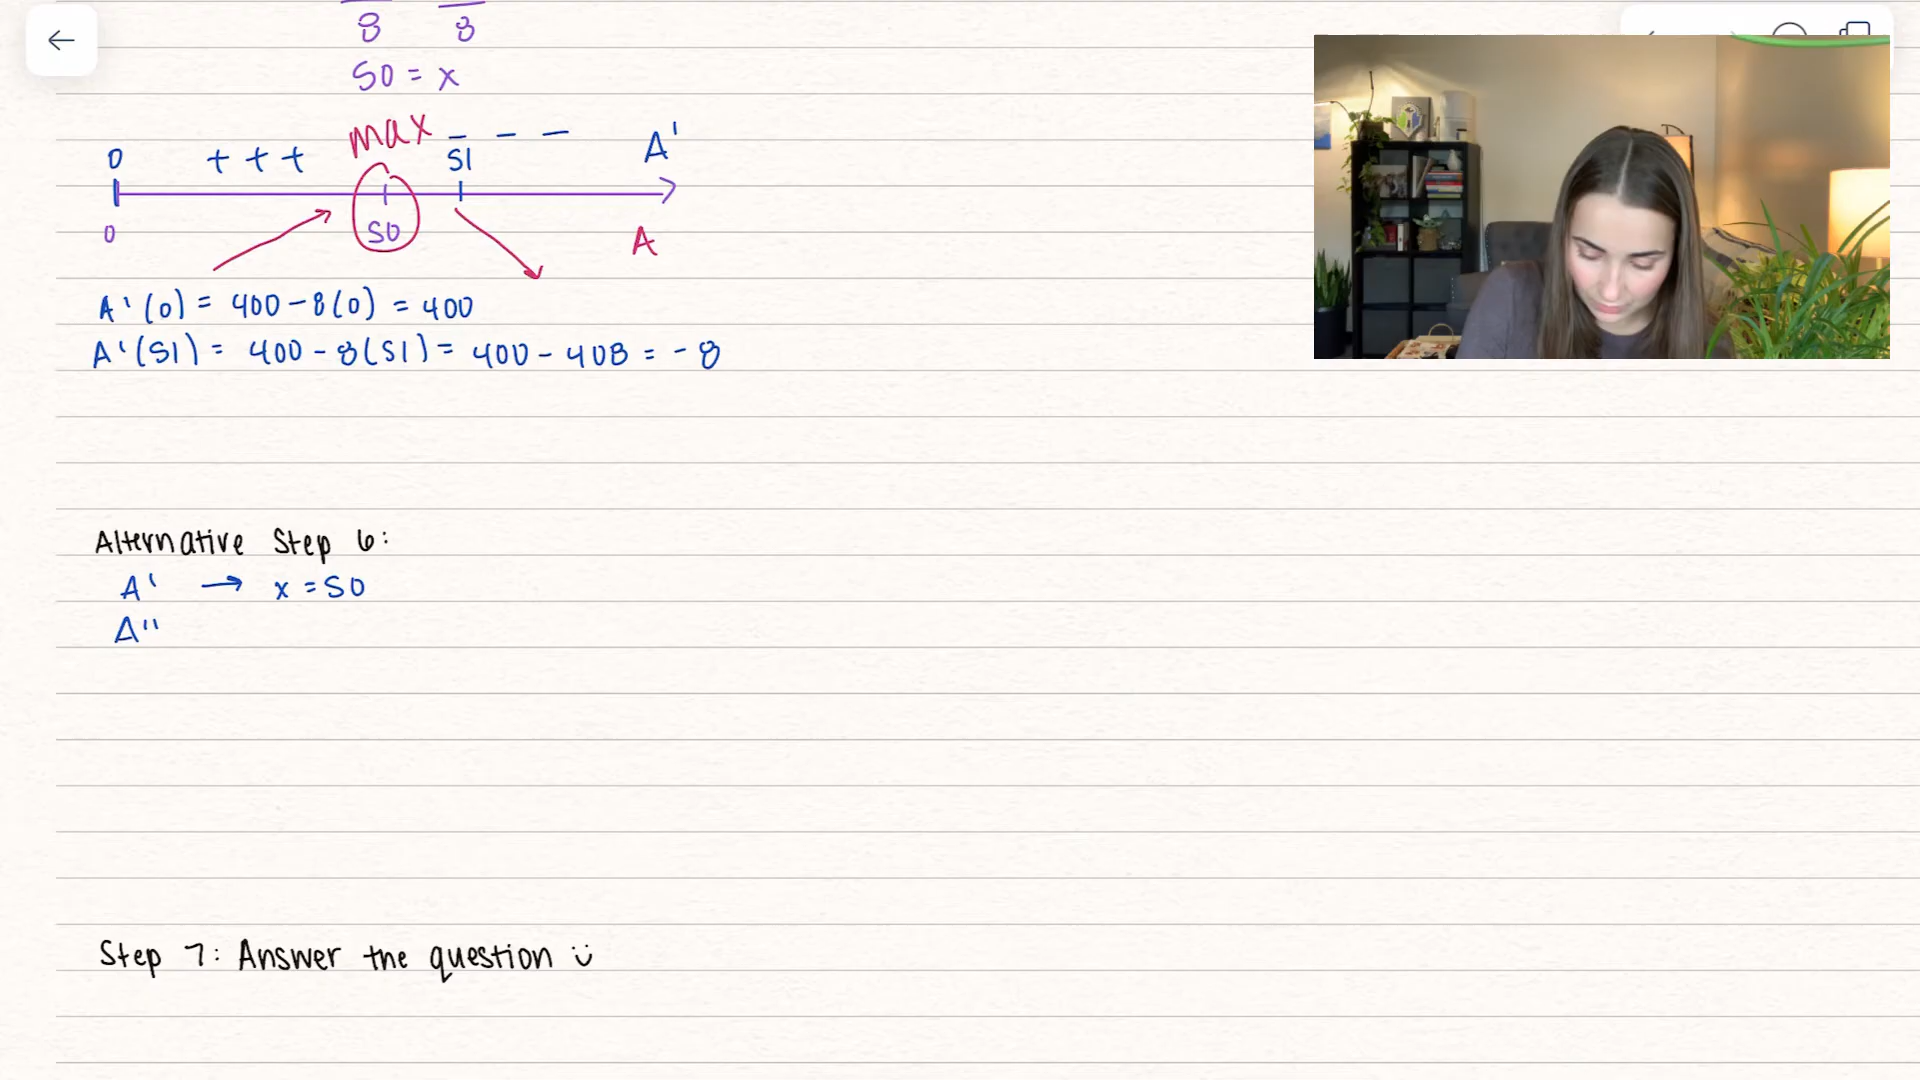 8 8
50 = x
max
0 + + + 51 - - - A'
0 50 A
A'(0) = 400 - 8(0) = 400
A'(51) = 400 - 8(51) = 400 - 408 = -8
Alternative Step 6:
A' → x = 50
A''
Step 7: Answer the question ü